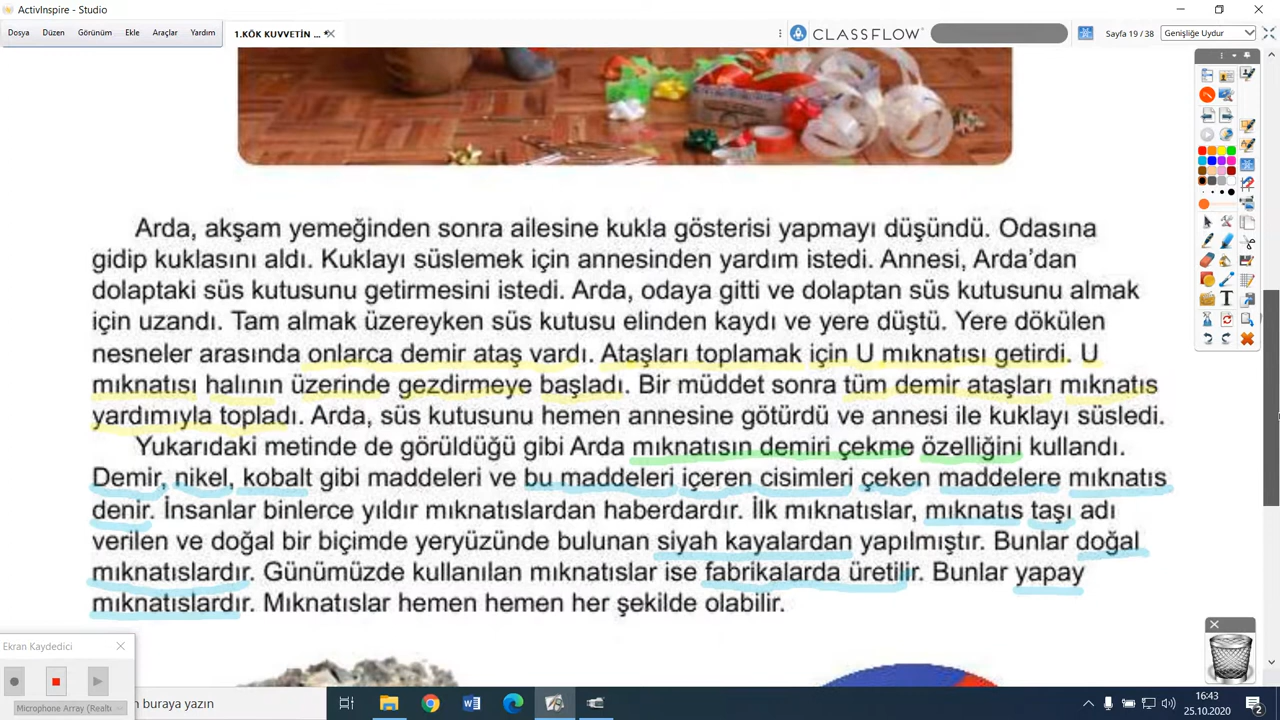 ActivInspire - Studio
Dosya Düzen Görünüm Ekle Araçlar Yardım
1.KÖK KUVVETİN ...
CLASSFLOW
Sayfa 19 / 38
Genişliğe Uydur
Arda, akşam yemeğinden sonra ailesine kukla gösterisi yapmayı düşündü. Odasına
gidip kuklasını aldı. Kuklayı süslemek için annesinden yardım istedi. Annesi, Arda'dan
dolaptaki süs kutusunu getirmesini istedi. Arda, odaya gitti ve dolaptan süs kutusunu almak
için uzandı. Tam almak üzereyken süs kutusu elinden kaydı ve yere düştü. Yere dökülen
nesneler arasında onlarca demir ataş vardı. Ataşları toplamak için U mıknatısı getirdi. U
mıknatısı halının üzerinde gezdirmeye başladı. Bir müddet sonra tüm demir ataşları mıknatıs
yardımıyla topladı. Arda, süs kutusunu hemen annesine götürdü ve annesi ile kuklayı süsledi.
Yukarıdaki metinde de görüldüğü gibi Arda mıknatısın demiri çekme özelliğini kullandı.
Demir, nikel, kobalt gibi maddeleri ve bu maddeleri içeren cisimleri çeken maddelere mıknatıs
denir. İnsanlar binlerce yıldır mıknatıslardan haberdardır. İlk mıknatıslar, mıknatıs taşı adı
verilen ve doğal bir biçimde yeryüzünde bulunan siyah kayalardan yapılmıştır. Bunlar doğal
mıknatıslardır. Günümüzde kullanılan mıknatıslar ise fabrikalarda üretilir. Bunlar yapay
mıknatıslardır. Mıknatıslar hemen hemen her şekilde olabilir.
Ekran Kaydedici
Microphone Array (Realt
n buraya yazın
16:43
25.10.2020
2